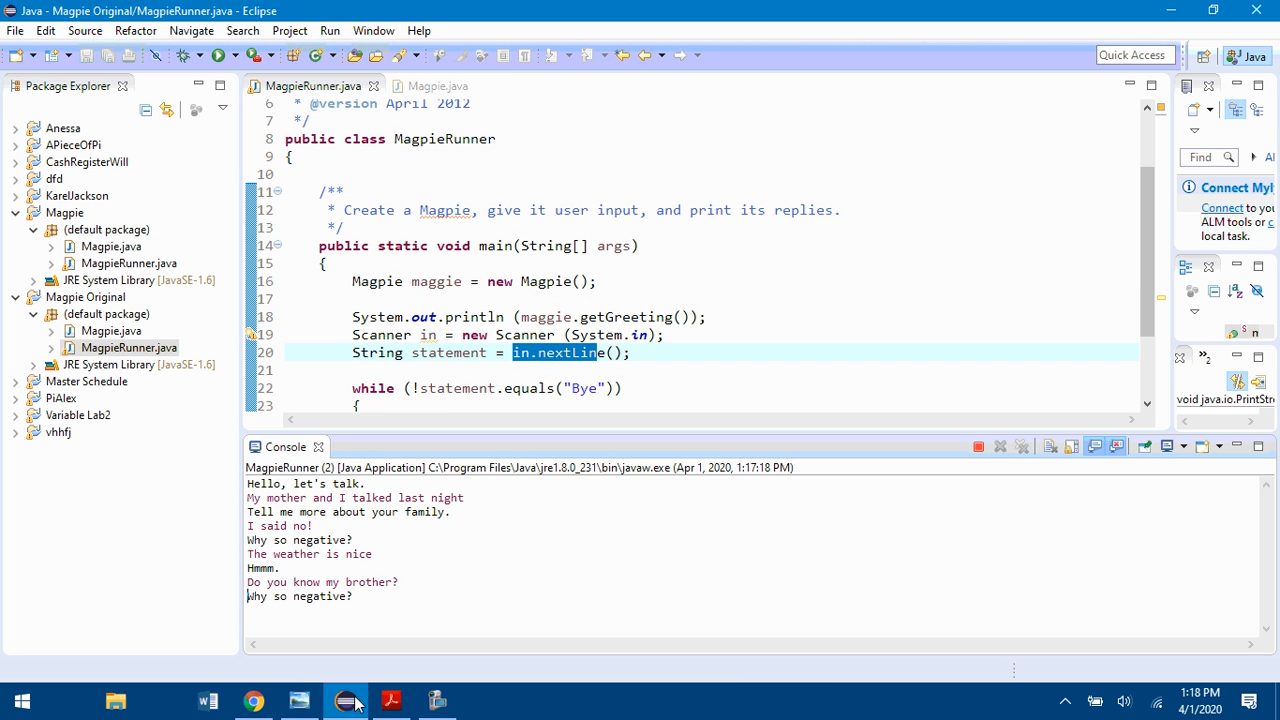 Java - Magpie Original/MagpieRunner.java - Eclipse
File Edit Source Refactor Navigate Search Project Run Window Help
Quick Access
Java
Package Explorer
Anessa
APieceOfPi
CashRegisterWill
dfd
KarelJackson
Magpie
(default package)
Magpie.java
MagpieRunner.java
JRE System Library [JavaSE-1.6]
Magpie Original
(default package)
Magpie.java
MagpieRunner.java
JRE System Library [JavaSE-1.6]
Master Schedule
PiAlex
Variable Lab2
vhhfj
MagpieRunner.java
Magpie.java
6 * @version April 2012
7 */
8 public class MagpieRunner
9 {
10
11 /**
12 * Create a Magpie, give it user input, and print its replies.
13 */
14 public static void main(String[] args)
15 {
16 Magpie maggie = new Magpie();
17
18 System.out.println (maggie.getGreeting());
19 Scanner in = new Scanner (System.in);
20 String statement = in.nextLine();
21
22 while (!statement.equals("Bye"))
23 {
Find
Al
Connect Myl
Connect to you
ALM tools or c
local task.
S n
2
void java.io.PrintStre
Console
MagpieRunner (2) [Java Application] C:\Program Files\Java\jre1.8.0_231\bin\javaw.exe (Apr 1, 2020, 1:17:18 PM)
Hello, let's talk.
My mother and I talked last night
Tell me more about your family.
I said no!
Why so negative?
The weather is nice
Hmmm.
Do you know my brother?
Why so negative?
1:18 PM
4/1/2020